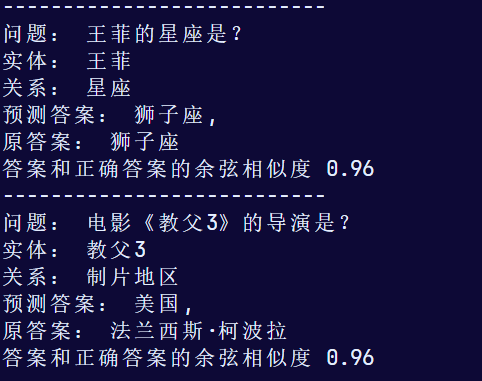 ---------------------------
问题： 王菲的星座是？
实体： 王菲
关系： 星座
预测答案： 狮子座，
原答案： 狮子座
答案和正确答案的余弦相似度 0.96
---------------------------
问题： 电影《教父3》的导演是？
实体： 教父3
关系： 制片地区
预测答案： 美国，
原答案： 法兰西斯·柯波拉
答案和正确答案的余弦相似度 0.96